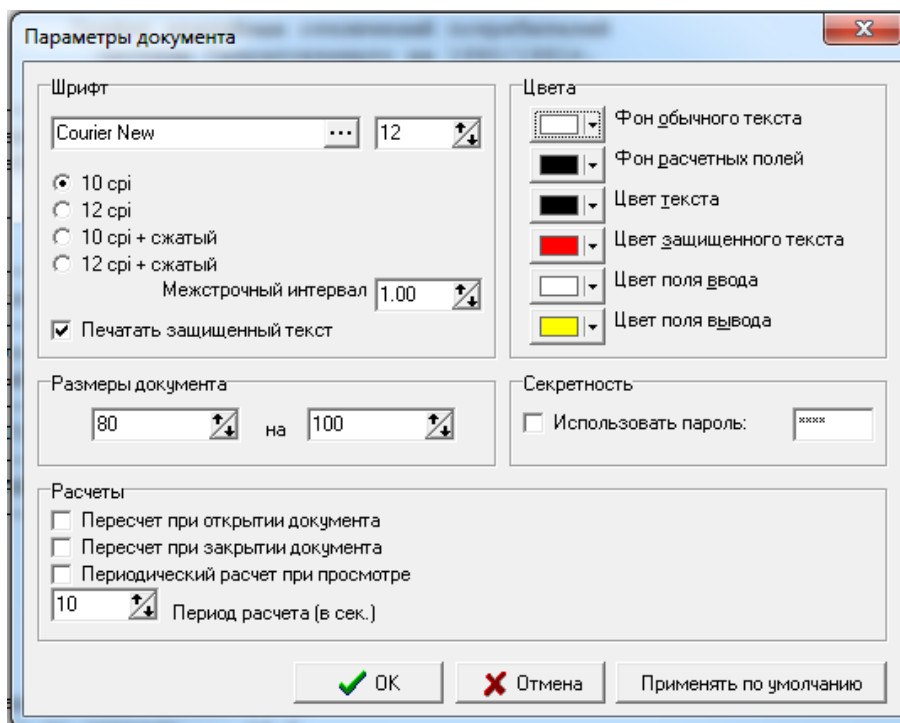 Параметры документа
Шрифт
Courier New
12
10 cpi
12 cpi
10 cpi + сжатый
12 cpi + сжатый
Межстрочный интервал 1.00
Печатать защищенный текст
Цвета
Фон обычного текста
Фон расчетных полей
Цвет текста
Цвет защищенного текста
Цвет поля ввода
Цвет поля вывода
Размеры документа
80 на 100
Секретность
Использовать пароль: ****
Расчеты
Пересчет при открытии документа
Пересчет при закрытии документа
Периодический расчет при просмотре
10 Период расчета (в сек.)
OK Отмена Применять по умолчанию